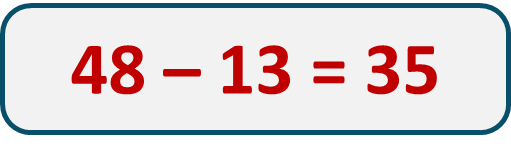 48 – 13 = 35